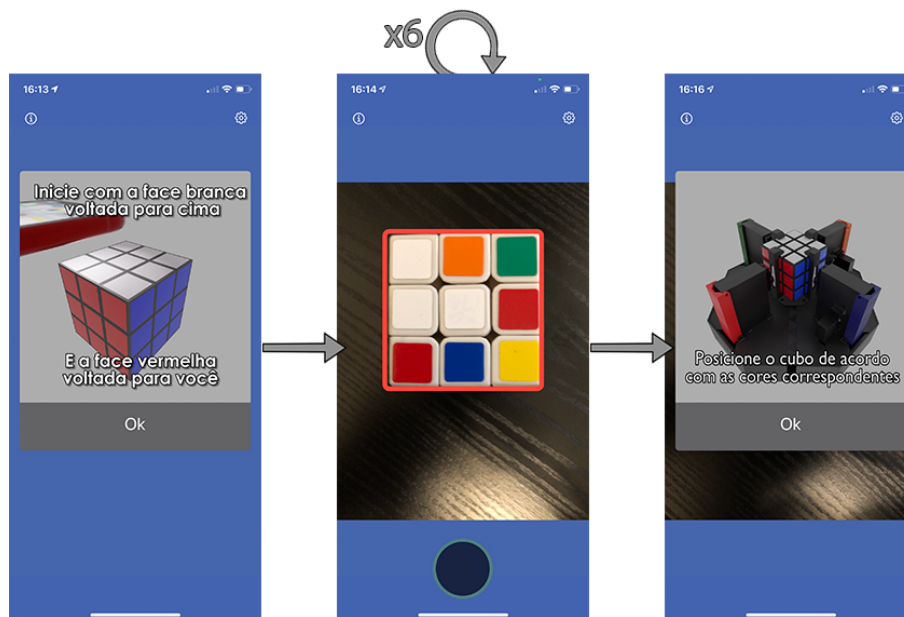 x6
16:13
16:14
16:16
Inicie com a face branca
voltada para cima
E a face vermelha
voltada para você
Ok
Posicione o cubo de acordo
com as cores correspondentes
Ok